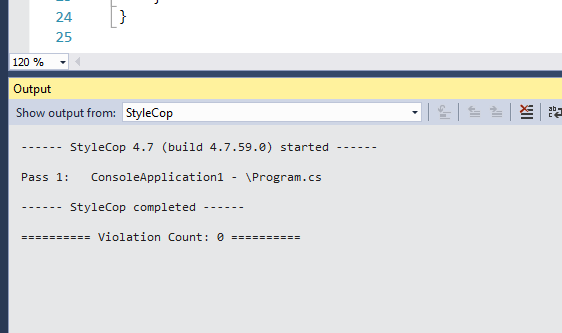 24 }
25
120 %
Output
Show output from: StyleCop
------ StyleCop 4.7 (build 4.7.59.0) started ------
Pass 1:   ConsoleApplication1 - \Program.cs
------ StyleCop completed ------
========== Violation Count: 0 ==========